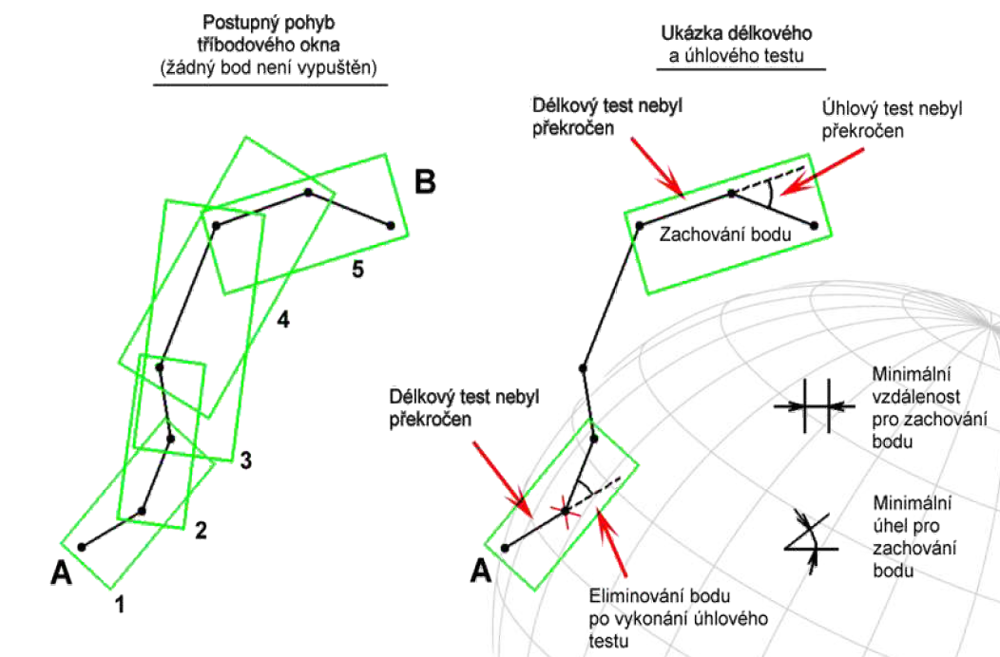 Postupný pohyb
tříbodového okna
(žádný bod není vypuštěn)
Ukázka délkového
a úhlového testu
Délkový test nebyl
překročen
Úhlový test nebyl
překročen
B
Zachování bodu
5
4
Minimální
vzdálenost
pro zachování
bodu
Délkový test nebyl
překročen
3
2
Minimální
úhel pro
zachování
bodu
A
1
A
Eliminování bodu
po vykonání úhlového
testu